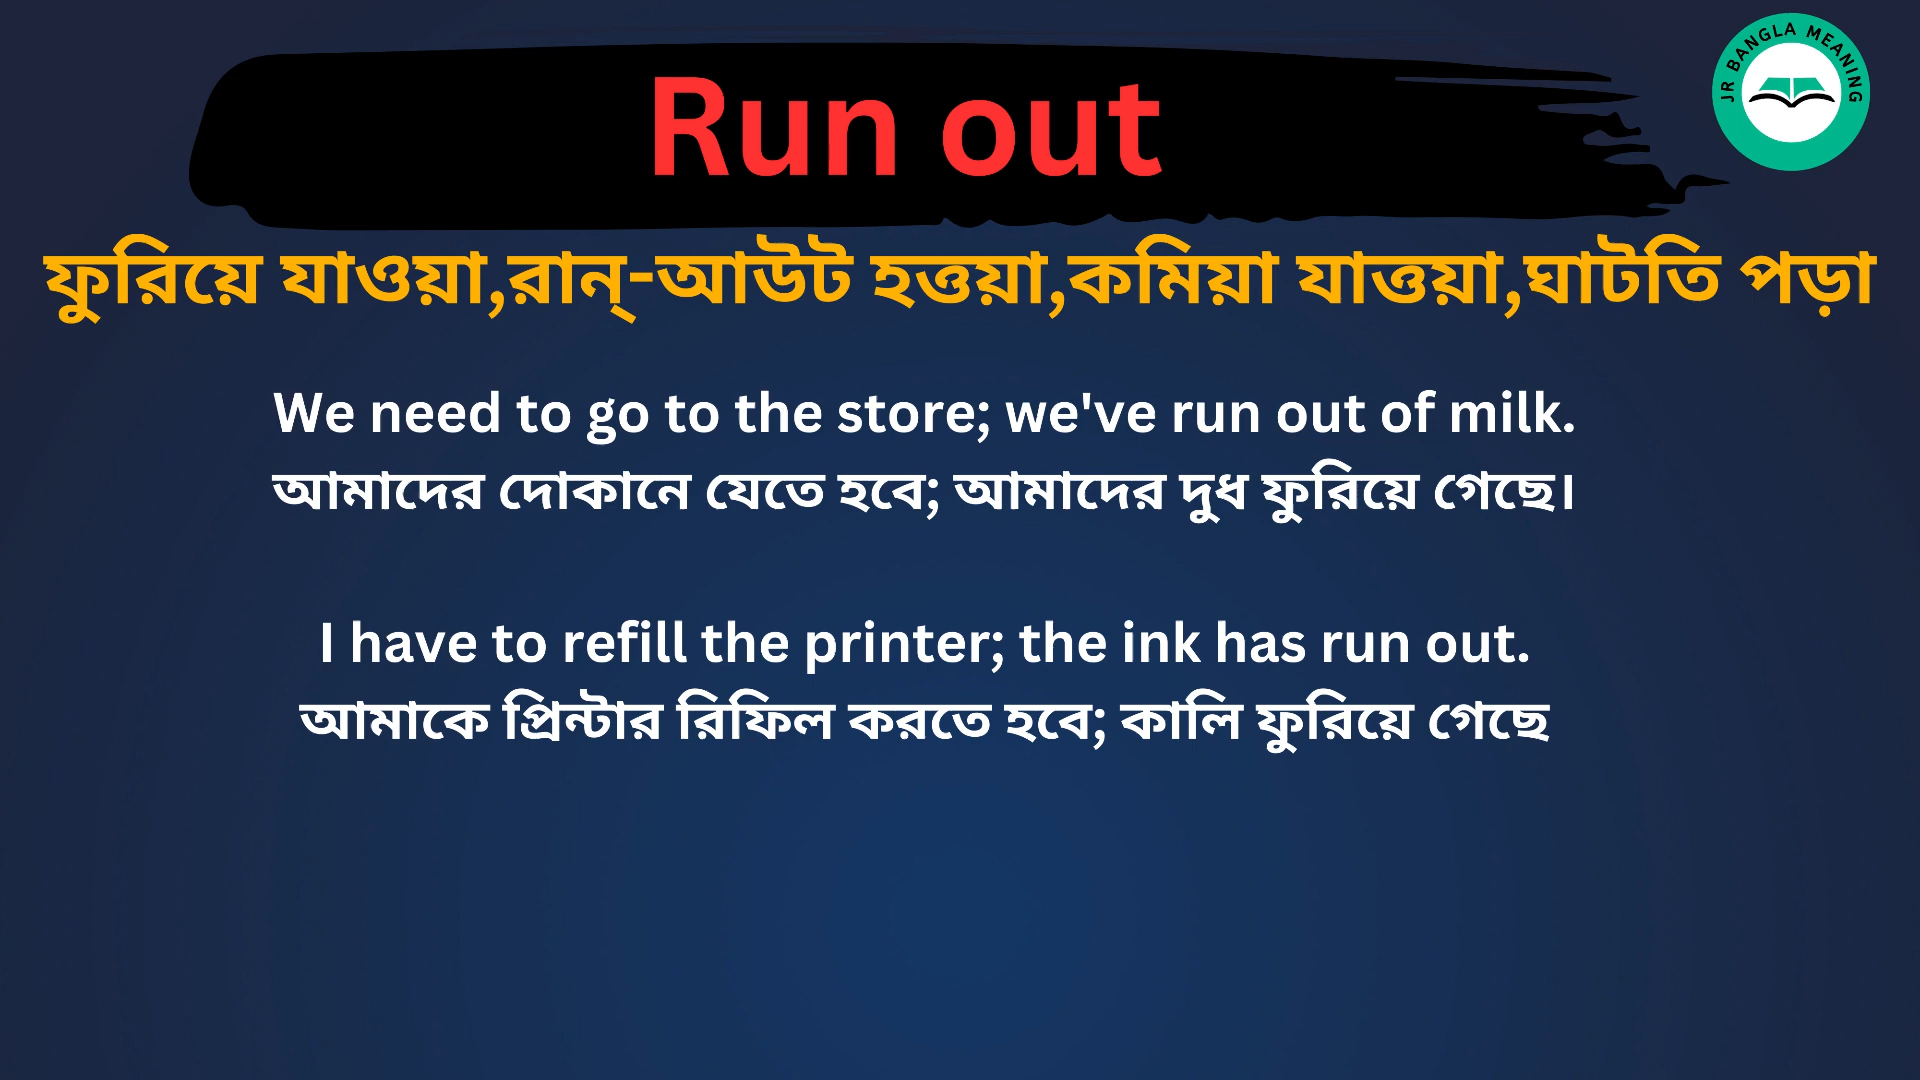 JR BANGLA MEANING
Run out
ফুরিয়ে যাওয়া,রান্-আউট হত্তয়া,কমিয়া যাত্তয়া,ঘাটতি পড়া
We need to go to the store; we've run out of milk.
আমাদের দোকানে যেতে হবে; আমাদের দুধ ফুরিয়ে গেছে।
I have to refill the printer; the ink has run out.
আমাকে প্রিন্টার রিফিল করতে হবে; কালি ফুরিয়ে গেছে